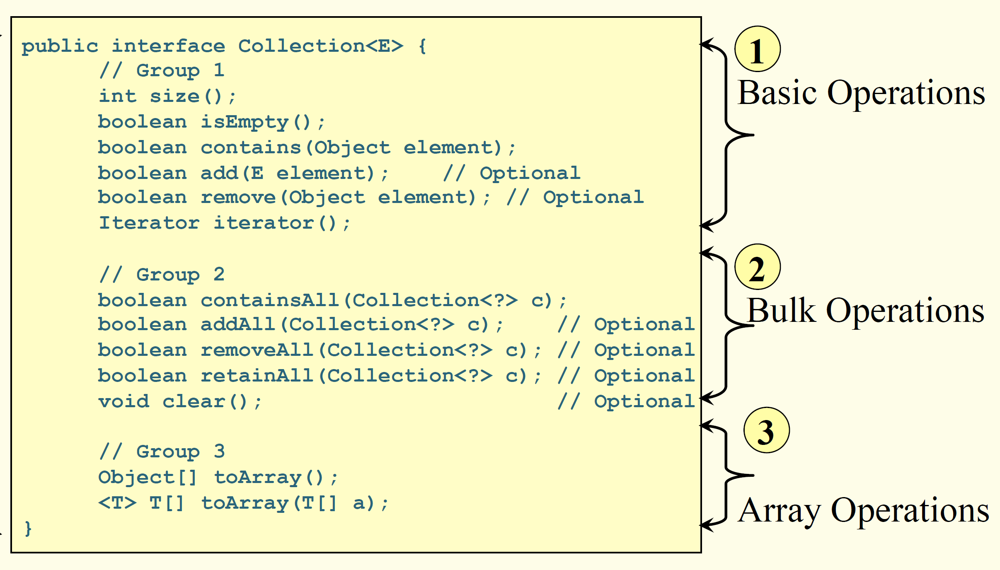 public interface Collection<E> {
// Group 1
int size();
boolean isEmpty();
boolean contains(Object element);
boolean add(E element); // Optional
boolean remove(Object element); // Optional
Iterator iterator();
// Group 2
boolean containsAll(Collection<?> c);
boolean addAll(Collection<?> c); // Optional
boolean removeAll(Collection<?> c); // Optional
boolean retainAll(Collection<?> c); // Optional
void clear(); // Optional
// Group 3
Object[] toArray();
<T> T[] toArray(T[] a);
}
1
Basic Operations
2
Bulk Operations
3
Array Operations